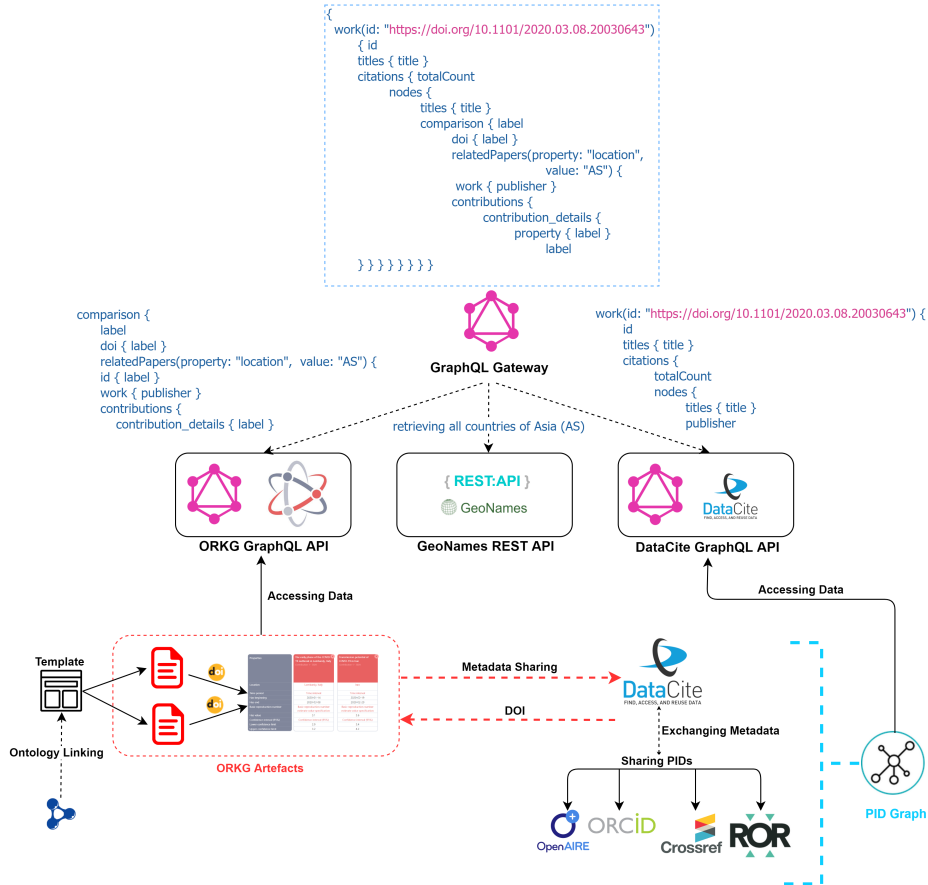 {
work(id: "https://doi.org/10.1101/2020.03.08.20030643")
{ id
titles { title }
citations { totalCount
nodes {
titles { title }
comparison { label
doi { label }
relatedPapers(property: "location",
value: "AS") {
work { publisher }
contributions {
contribution_details {
property { label }
label
} } } } } } } }
GraphQL Gateway
comparison {
label
doi { label }
relatedPapers(property: "location", value: "AS") {
id { label }
work { publisher }
contributions {
contribution_details { label }
work(id: "https://doi.org/10.1101/2020.03.08.20030643") {
id
titles { title }
citations {
totalCount
nodes {
titles { title }
publisher
retrieving all countries of Asia (AS)
{ REST:API }
GeoNames
DataCite
FIND, ACCESS, AND REUSE DATA
ORKG GraphQL API
GeoNames REST API
DataCite GraphQL API
Accessing Data
Accessing Data
Template
doi
doi
Ontology Linking
ORKG Artefacts
Metadata Sharing
DOI
DataCite
FIND, ACCESS, AND REUSE DATA
Exchanging Metadata
Sharing PIDs
OpenAIRE
ORCiD
Crossref
ROR
PID Graph